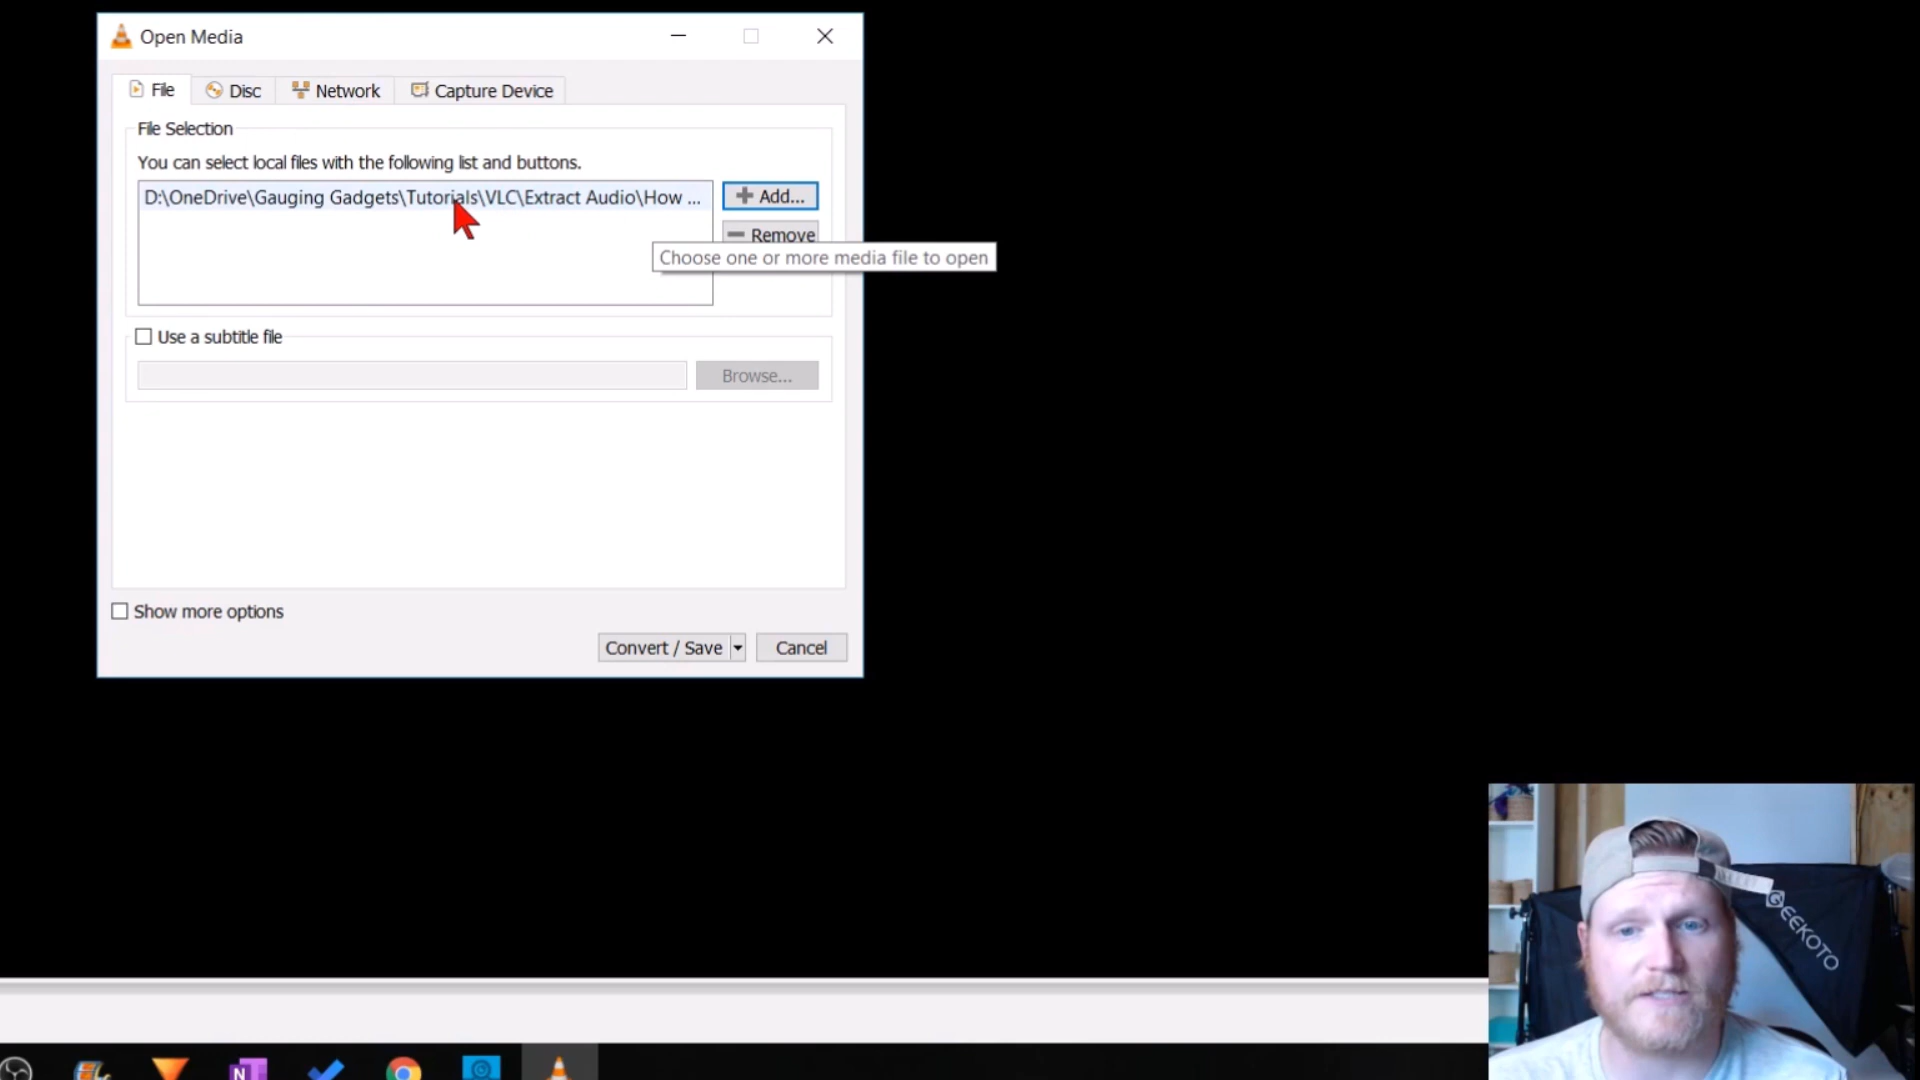 Open Media
File
Disc
Network
Capture Device
File Selection
You can select local files with the following list and buttons.
D:\OneDrive\Gauging Gadgets\Tutorials\VLC\Extract Audio\How ...
Add...
Remove
Choose one or more media file to open
Use a subtitle file
Browse...
Show more options
Convert / Save
Cancel
GEEKOTO
N